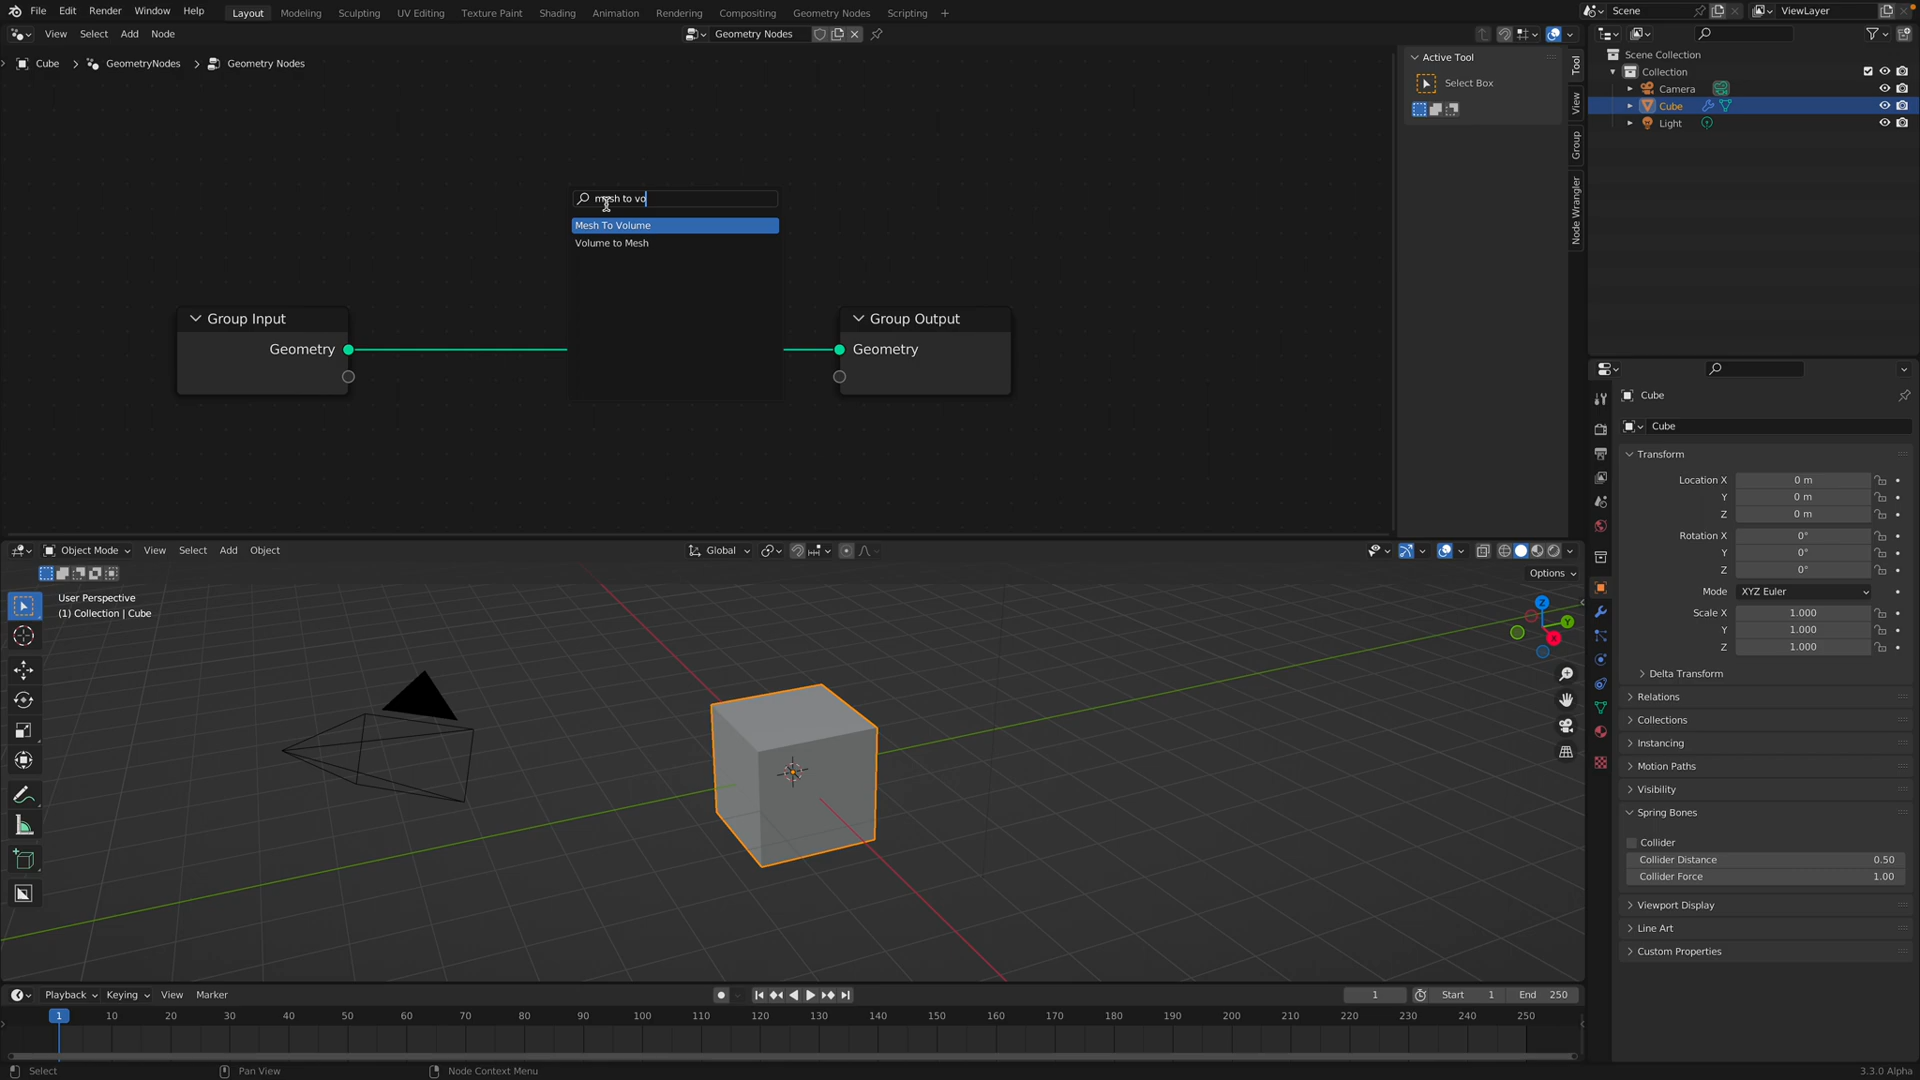 File Edit Render Window Help Layout Modeling Sculpting UV Editing Texture Paint Shading Animation Rendering Compositing Geometry Nodes Scripting + Scene ViewLayer
View Select Add Node Geometry Nodes
Cube > GeometryNodes > Geometry Nodes
Active Tool
Select Box
Tool
View
Group
Node Wrangler
mesh to vo
Mesh To Volume
Volume to Mesh
Group Input
Geometry
Group Output
Geometry
Scene Collection
Collection
Camera
Cube
Light
Cube
Cube
Transform
Location X 0 m
Y 0 m
Z 0 m
Rotation X 0°
Y 0°
Z 0°
Mode XYZ Euler
Scale X 1.000
Y 1.000
Z 1.000
Delta Transform
Relations
Collections
Instancing
Motion Paths
Visibility
Spring Bones
Collider
Collider Distance 0.50
Collider Force 1.00
Viewport Display
Line Art
Custom Properties
Object Mode View Select Add Object Global
Options
User Perspective
(1) Collection | Cube
Z
Y
X
Playback Keying View Marker 1 Start 1 End 250
1 10 20 30 40 50 60 70 80 90 100 110 120 130 140 150 160 170 180 190 200 210 220 230 240 250
Select Pan View Node Context Menu 3.3.0 Alpha